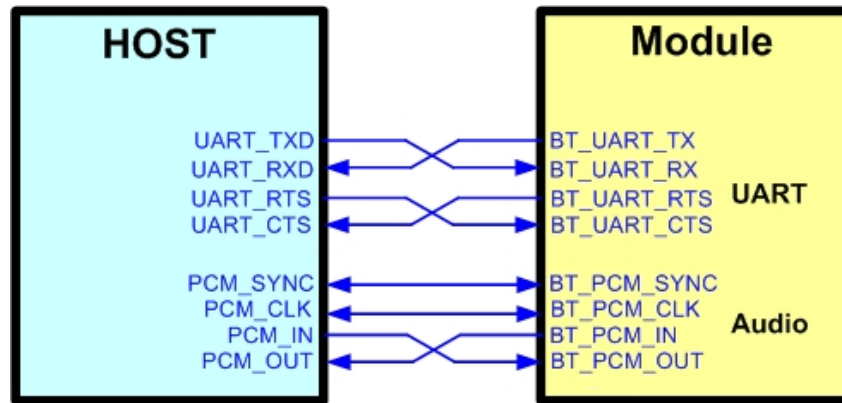 HOST
Module
UART_TXD
BT_UART_TX
UART_RXD
BT_UART_RX
UART_RTS
BT_UART_RTS
UART
UART_CTS
BT_UART_CTS
PCM_SYNC
BT_PCM_SYNC
PCM_CLK
BT_PCM_CLK
Audio
PCM_IN
BT_PCM_IN
PCM_OUT
BT_PCM_OUT